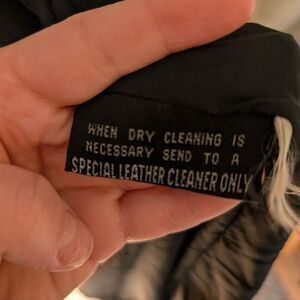 WHEN DRY CLEANING IS
NECESSARY SEND TO A
SPECIAL LEATHER CLEANER ONLY